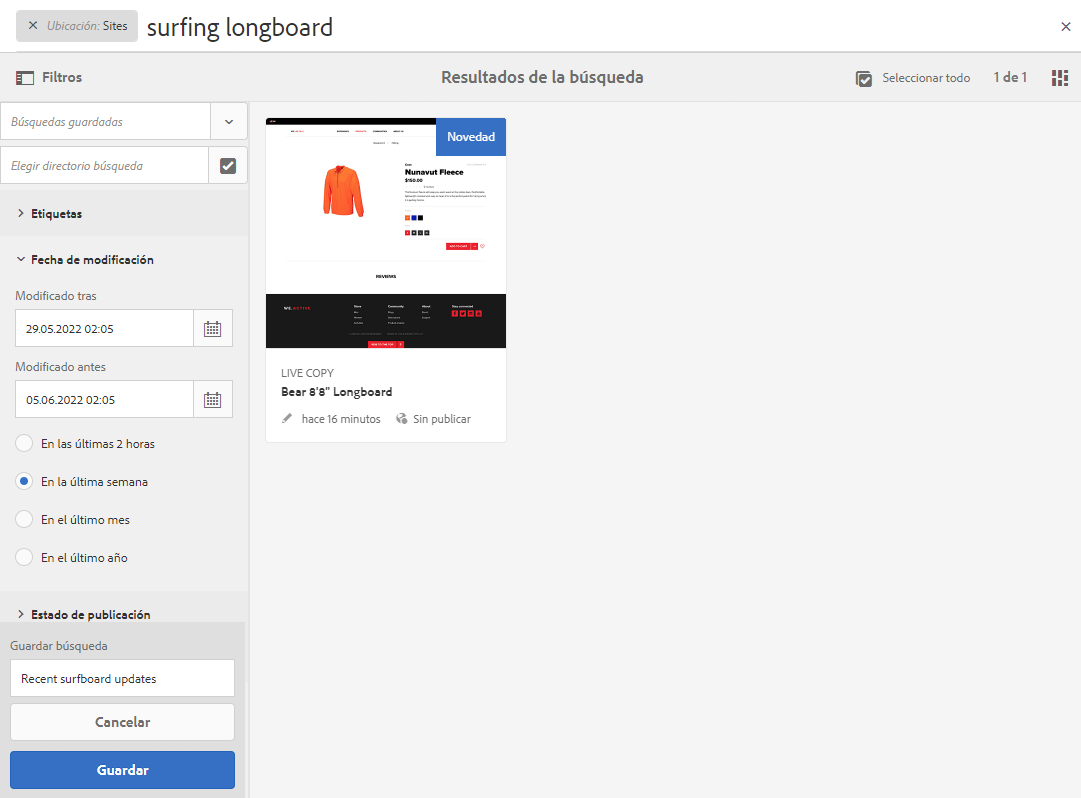 Ubicación: Sites surfing longboard
Filtros
Resultados de la búsqueda
Seleccionar todo
1 de 1
Búsquedas guardadas
Elegir directorio búsqueda
Etiquetas
Fecha de modificación
Modificado tras
29.05.2022 02:05
Modificado antes
05.06.2022 02:05
En las últimas 2 horas
En la última semana
En el último mes
En el último año
Estado de publicación
Guardar búsqueda
Recent surfboard updates
Cancelar
Guardar
Novedad
Nunavut Fleece
$150.00
ADD TO CART
REVIEWS
LIVE COPY
Bear 8'8" Longboard
hace 16 minutos
Sin publicar